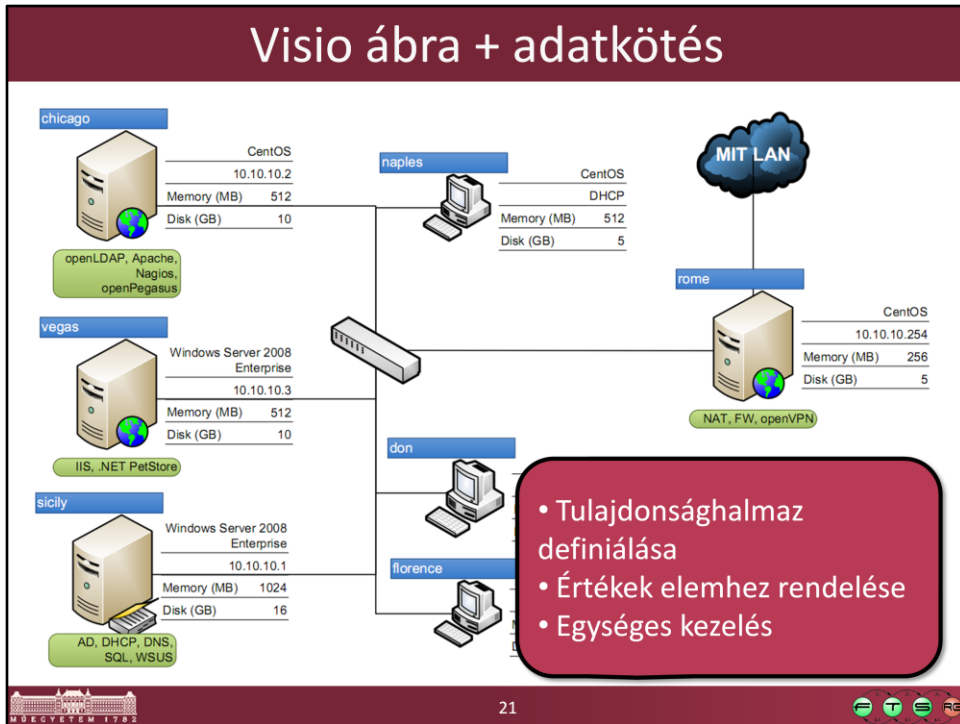 Visio ábra + adatkötés
chicago
CentOS
10.10.10.2
Memory (MB) 512
Disk (GB) 10
openLDAP, Apache,
Nagios,
openPegasus
naples
CentOS
DHCP
Memory (MB) 512
Disk (GB) 5
MIT LAN
rome
CentOS
10.10.10.254
Memory (MB) 256
Disk (GB) 5
NAT, FW, openVPN
vegas
Windows Server 2008
Enterprise
10.10.10.3
Memory (MB) 512
Disk (GB) 10
IIS, .NET PetStore
sicily
Windows Server 2008
Enterprise
10.10.10.1
Memory (MB) 1024
Disk (GB) 16
AD, DHCP, DNS,
SQL, WSUS
don
florence
• Tulajdonsághalmaz
definiálása
• Értékek elemhez rendelése
• Egységes kezelés
MŰEGYETEM 1782
21
F T S RG